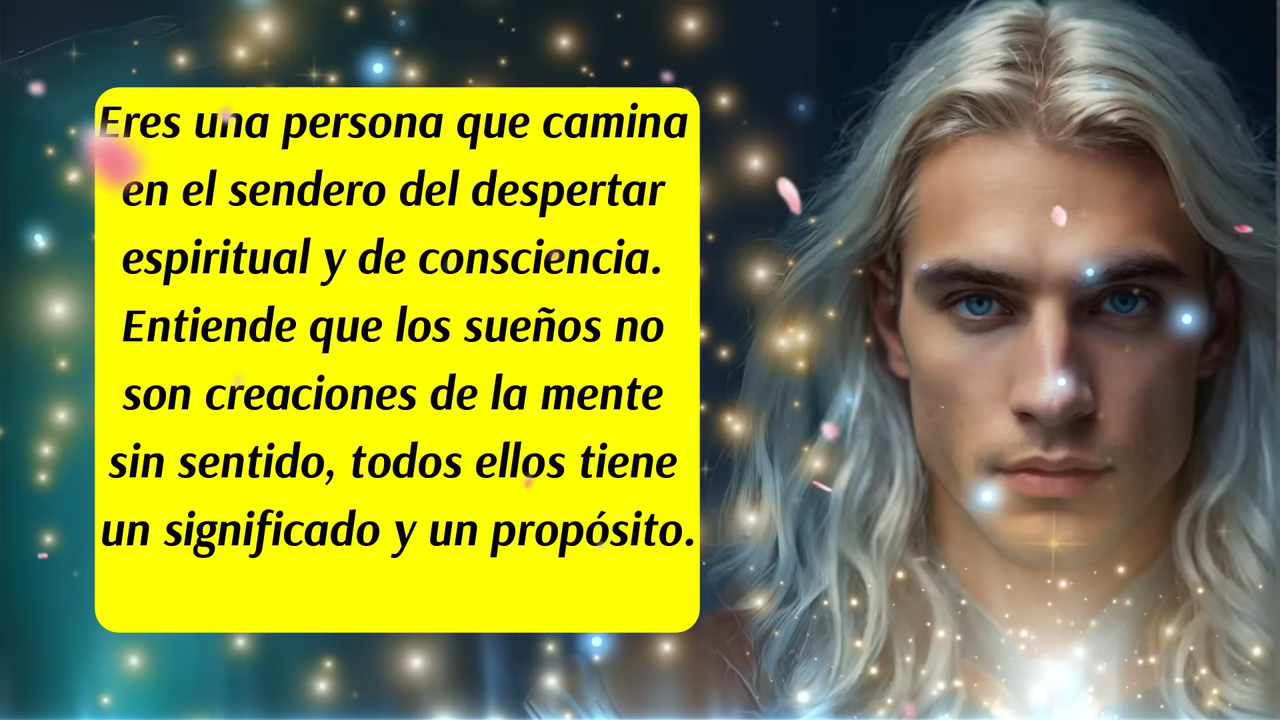 Eres una persona que camina
en el sendero del despertar
espiritual y de consciencia.
Entiende que los sueños no
son creaciones de la mente
sin sentido, todos ellos tiene
un significado y un propósito.